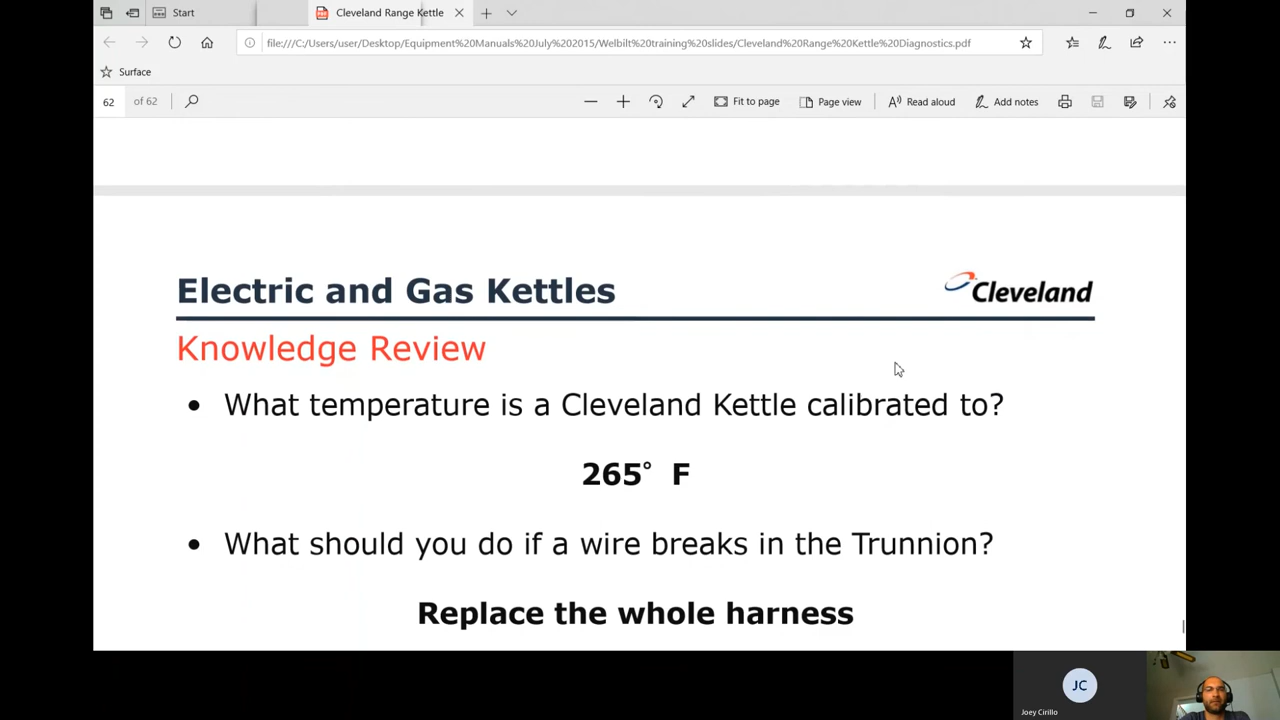 Start
Cleveland Range Kettle
file:///C:/Users/user/Desktop/Equipment%20Manuals%20July%202015/Welbilt%20training%20slides/Cleveland%20Range%20Kettle%20Diagnostics.pdf
Surface
62 of 62
Fit to page
Page view
Read aloud
Add notes
Electric and Gas Kettles
Cleveland
Knowledge Review
• What temperature is a Cleveland Kettle calibrated to?
265° F
• What should you do if a wire breaks in the Trunnion?
Replace the whole harness
JC
Joey Cirillo